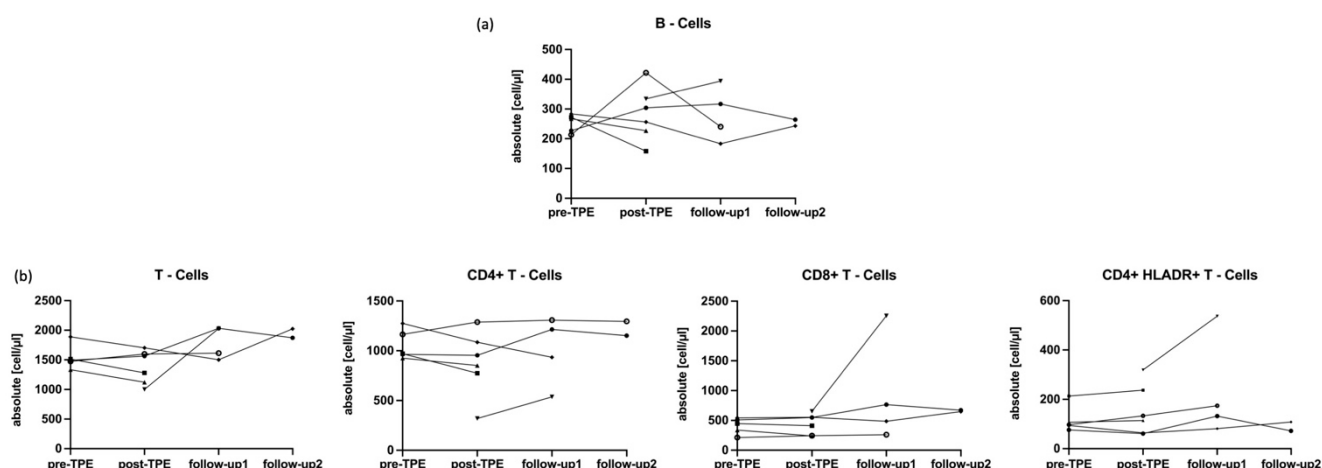 (a)
B - Cells
absolute [cell/µl]
500
400
300
200
100
0
pre-TPE post-TPE follow-up1 follow-up2
(b)
T - Cells
absolute [cell/µl]
2500
2000
1500
1000
500
0
pre-TPE post-TPE follow-up1 follow-up2
CD4+ T - Cells
absolute [cell/µl]
1500
1000
500
0
pre-TPE post-TPE follow-up1 follow-up2
CD8+ T - Cells
absolute [cell/µl]
2500
2000
1500
1000
500
0
pre-TPE post-TPE follow-up1 follow-up2
CD4+ HLADR+ T - Cells
absolute [cell/µl]
600
400
200
0
pre-TPE post-TPE follow-up1 follow-up2